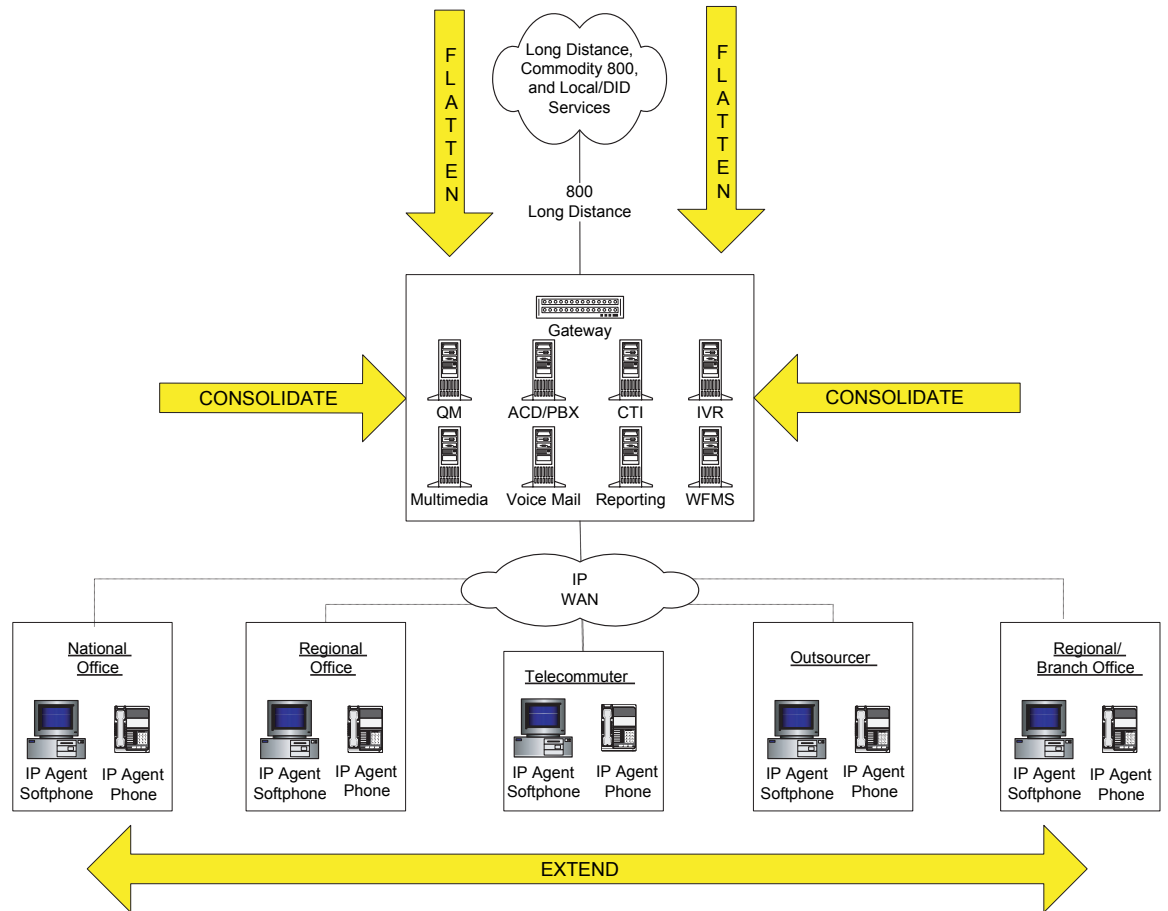 FLATTEN
Long Distance,
Commodity 800,
and Local/DID
Services
FLATTEN
800
Long Distance
Gateway
CONSOLIDATE
QM
ACD/PBX
CTI
IVR
CONSOLIDATE
Multimedia
Voice Mail
Reporting
WFMS
IP
WAN
National
Office
IP Agent
Softphone
IP Agent
Phone
Regional
Office
IP Agent
Softphone
IP Agent
Phone
Telecommuter
IP Agent
Softphone
IP Agent
Phone
Outsourcer
IP Agent
Softphone
IP Agent
Phone
Regional/
Branch Office
IP Agent
Softphone
IP Agent
Phone
EXTEND